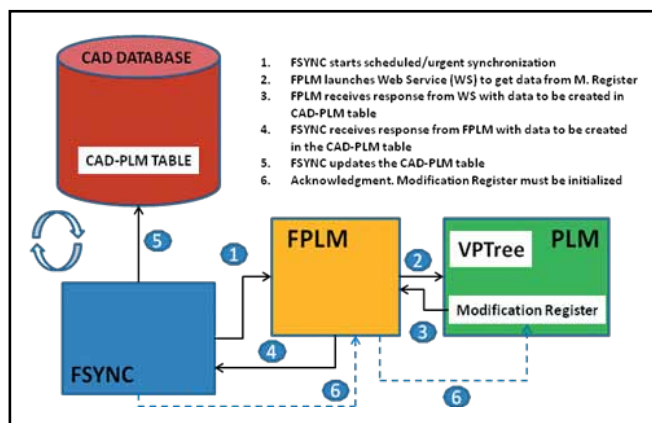 CAD DATABASE
CAD-PLM TABLE
1. FSYNC starts scheduled/urgent synchronization
2. FPLM launches Web Service (WS) to get data from M. Register
3. FPLM receives response from WS with data to be created in
CAD-PLM table
4. FSYNC receives response from FPLM with data to be created
in the CAD-PLM table
5. FSYNC updates the CAD-PLM table
6. Acknowledgment. Modification Register must be initialized
5
1
FPLM
2
VPTree
PLM
Modification Register
3
4
FSYNC
6
6